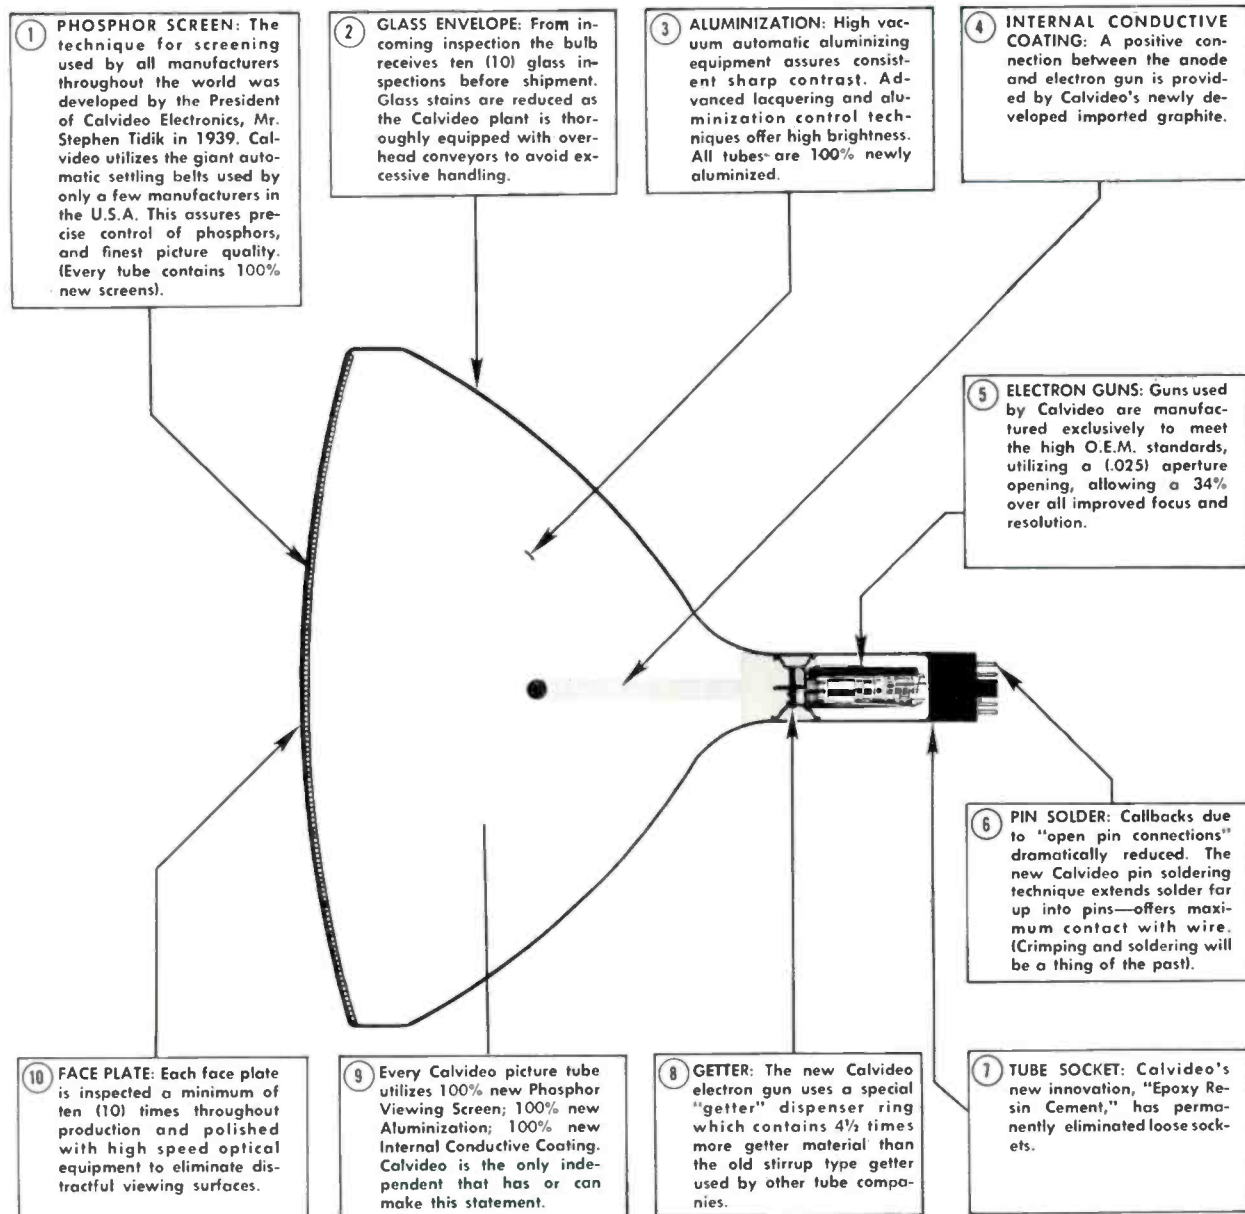 1 PHOSPHOR SCREEN: The
technique for screening
used by all manufacturers
throughout the world was
developed by the President
of Calvideo Electronics, Mr.
Stephen Tidik in 1939. Cal-
video utilizes the giant auto-
matic settling belts used by
only a few manufacturers in
the U.S.A. This assures pre-
cise control of phosphors,
and finest picture quality.
(Every tube contains 100%
new screens).
2 GLASS ENVELOPE: From in-
coming inspection the bulb
receives ten (10) glass in-
spections before shipment.
Glass stains are reduced as
the Calvideo plant is thor-
oughly equipped with over-
head conveyors to avoid ex-
cessive handling.
3 ALUMINIZATION: High vac-
uum automatic aluminizing
equipment assures consist-
ent sharp contrast. Ad-
vanced lacquering and alu-
minization control tech-
niques offer high brightness.
All tubes are 100% newly
aluminized.
4 INTERNAL CONDUCTIVE
COATING: A positive con-
nection between the anode
and electron gun is provid-
ed by Calvideo's newly de-
veloped imported graphite.
5 ELECTRON GUNS: Guns used
by Calvideo are manufac-
tured exclusively to meet
the high O.E.M. standards,
utilizing a (.025) aperture
opening, allowing a 34%
over all improved focus and
resolution.
6 PIN SOLDER: Callbacks due
to "open pin connections"
dramatically reduced. The
new Calvideo pin soldering
technique extends solder far
up into pins—offers maxi-
mum contact with wire.
(Crimping and soldering will
be a thing of the past).
10 FACE PLATE: Each face plate
is inspected a minimum of
ten (10) times throughout
production and polished
with high speed optical
equipment to eliminate dis-
tractful viewing surfaces.
9 Every Calvideo picture tube
utilizes 100% new Phosphor
Viewing Screen; 100% new
Aluminization; 100% new
Internal Conductive Coating.
Calvideo is the only inde-
pendent that has or can
make this statement.
8 GETTER: The new Calvideo
electron gun uses a special
"getter" dispenser ring
which contains 4½ times
more getter material than
the old stirrup type getter
used by other tube compa-
nies.
7 TUBE SOCKET: Calvideo's
new innovation, "Epoxy Re-
sin Cement," has perma-
nently eliminated loose sock-
ets.